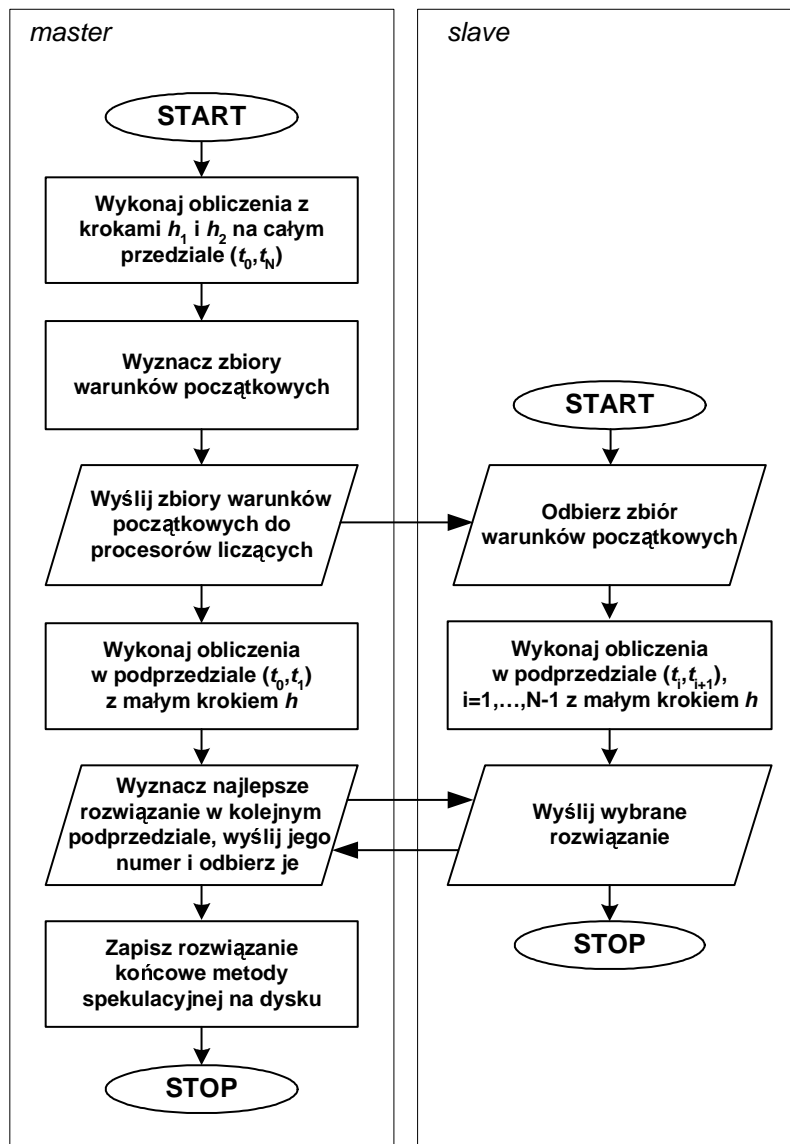 master
START
Wykonaj obliczenia z
krokami h₁ i h₂ na całym
przedziale (t₀,t_N)
Wyznacz zbiory
warunków początkowych
Wyślij zbiory warunków
początkowych do
procesorów liczących
Wykonaj obliczenia
w podprzedziale (t₀,t₁)
z małym krokiem h
Wyznacz najlepsze
rozwiązanie w kolejnym
podprzedziale, wyślij jego
numer i odbierz je
Zapisz rozwiązanie
końcowe metody
spekulacyjnej na dysku
STOP
slave
START
Odbierz zbiór
warunków początkowych
Wykonaj obliczenia
w podprzedziale (tᵢ,tᵢ₊₁),
i=1,…,N-1 z małym krokiem h
Wyślij wybrane
rozwiązanie
STOP